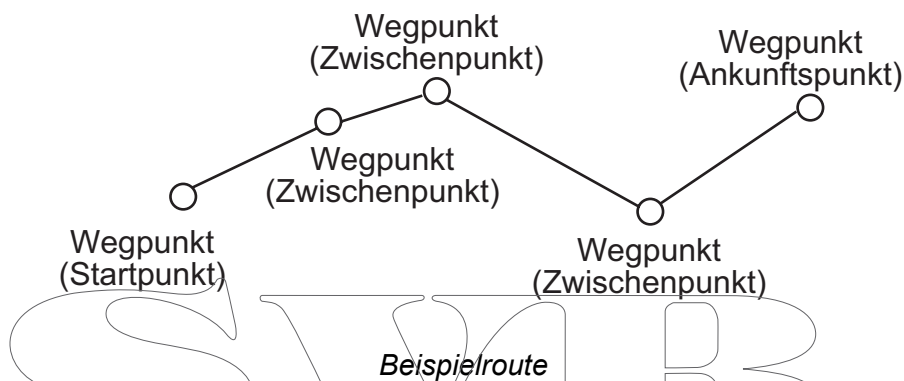 Wegpunkt
(Zwischenpunkt)
Wegpunkt
(Ankunftspunkt)
Wegpunkt
(Zwischenpunkt)
Wegpunkt
(Startpunkt)
Wegpunkt
(Zwischenpunkt)
Beispielroute